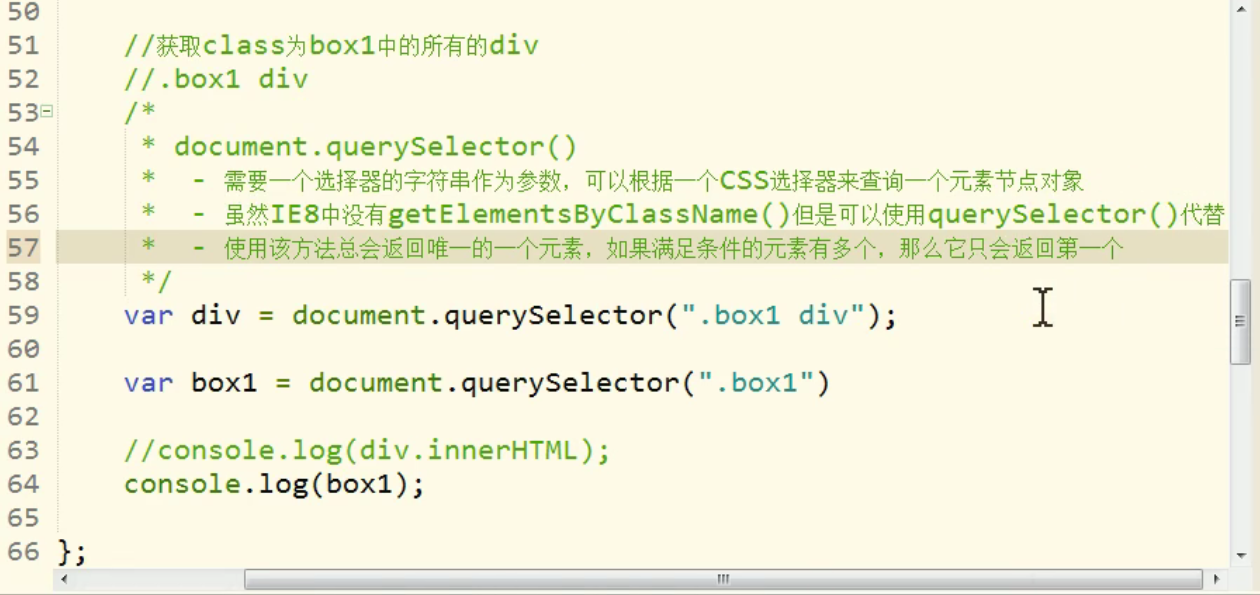 50
51 //获取class为box1中的所有的div
52 //.box1 div
53 /*
54 * document.querySelector()
55 * - 需要一个选择器的字符串作为参数，可以根据一个CSS选择器来查询一个元素节点对象
56 * - 虽然IE8中没有getElementsByClassName()但是可以使用querySelector()代替
57 * - 使用该方法总会返回唯一的一个元素，如果满足条件的元素有多个，那么它只会返回第一个
58 */
59 var div = document.querySelector(".box1 div");
60
61 var box1 = document.querySelector(".box1")
62
63 //console.log(div.innerHTML);
64 console.log(box1);
65
66 };